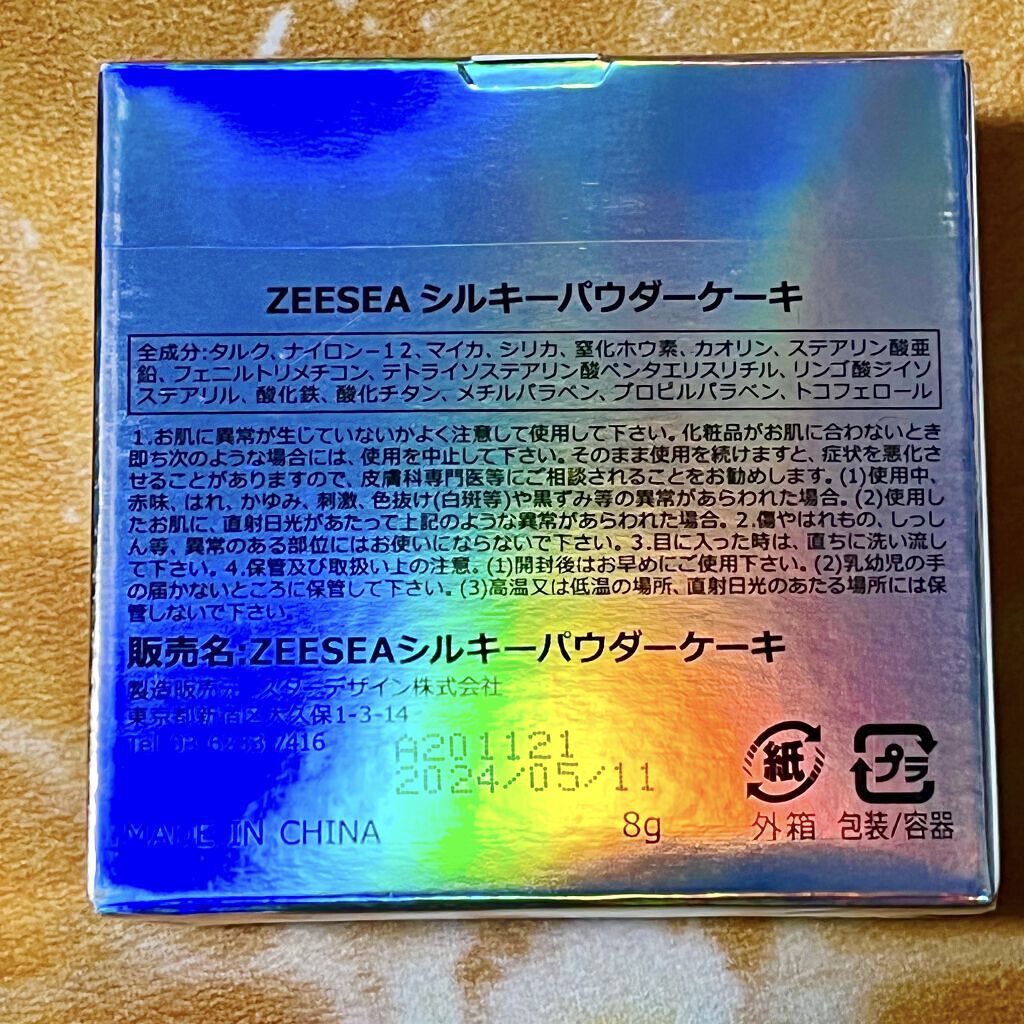 ZEESEA シルキーパウダーケーキ
全成分:タルク、ナイロン－１２、マイカ、シリカ、窒化ホウ素、カオリン、ステアリン酸亜
鉛、フェニルトリメチコン、テトライソステアリン酸ペンタエリスリチル、リンゴ酸ジイソ
ステアリル、酸化鉄、酸化チタン、メチルパラベン、プロピルパラベン、トコフェロール
1.お肌に異常が生じていないかよく注意して使用して下さい。化粧品がお肌に合わないとき
即ち次のような場合には、使用を中止して下さい。そのまま使用を続けますと、症状を悪化さ
せることがありますので、皮膚科専門医等にご相談されることをお勧めします。(1)使用中、
赤味、はれ、かゆみ、刺激、色抜け(白斑等)や黒ずみ等の異常があらわれた場合。(2)使用し
たお肌に、直射日光があたって上記のような異常があらわれた場合。2.傷やはれもの、しっし
ん等、異常のある部位にはお使いにならないで下さい。3.目に入った時は、直ちに洗い流し
て下さい。4.保管及び取扱い上の注意。(1)開封後はお早めにご使用下さい。(2)乳幼児の手
の届かないところに保管して下さい。(3)高温又は低温の場所、直射日光のあたる場所には保
管しないで下さい。
販売名:ZEESEAシルキーパウダーケーキ
製造販売元 デザイン株式会社
東京都新宿区大久保1-3-14
Tel 7416
A201121
2024/05/11
MADE IN CHINA
8g
紙
外箱
プラ
包装/容器